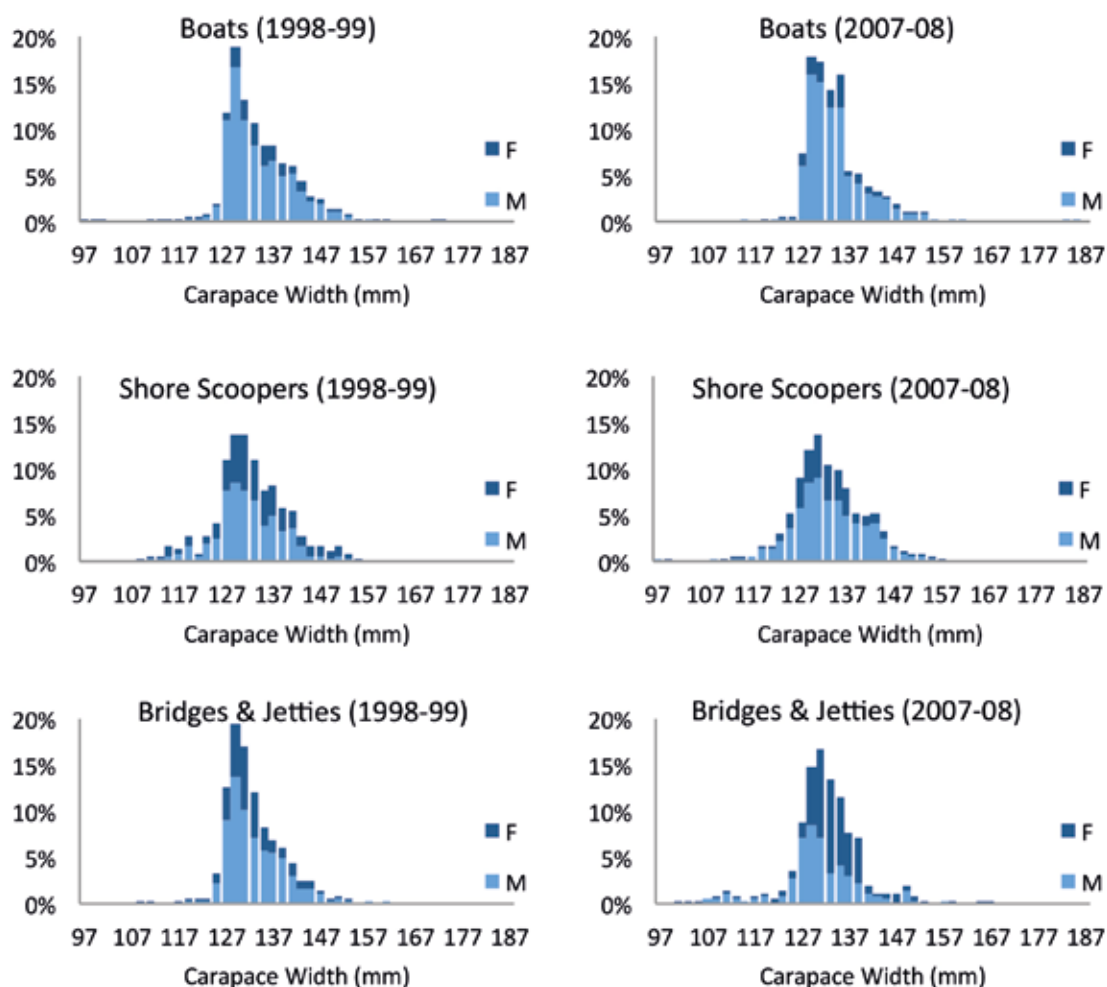 Boats (1998-99)
20%
15%
10%
5%
0%
F
M
97 107 117 127 137 147 157 167 177 187
Carapace Width (mm)
Boats (2007-08)
20%
15%
10%
5%
0%
F
M
97 107 117 127 137 147 157 167 177 187
Carapace Width (mm)
Shore Scoopers (1998-99)
20%
15%
10%
5%
0%
F
M
97 107 117 127 137 147 157 167 177 187
Carapace Width (mm)
Shore Scoopers (2007-08)
20%
15%
10%
5%
0%
F
M
97 107 117 127 137 147 157 167 177 187
Carapace Width (mm)
Bridges & Jetties (1998-99)
20%
15%
10%
5%
0%
F
M
97 107 117 127 137 147 157 167 177 187
Carapace Width (mm)
Bridges & Jetties (2007-08)
20%
15%
10%
5%
0%
F
M
97 107 117 127 137 147 157 167 177 187
Carapace Width (mm)